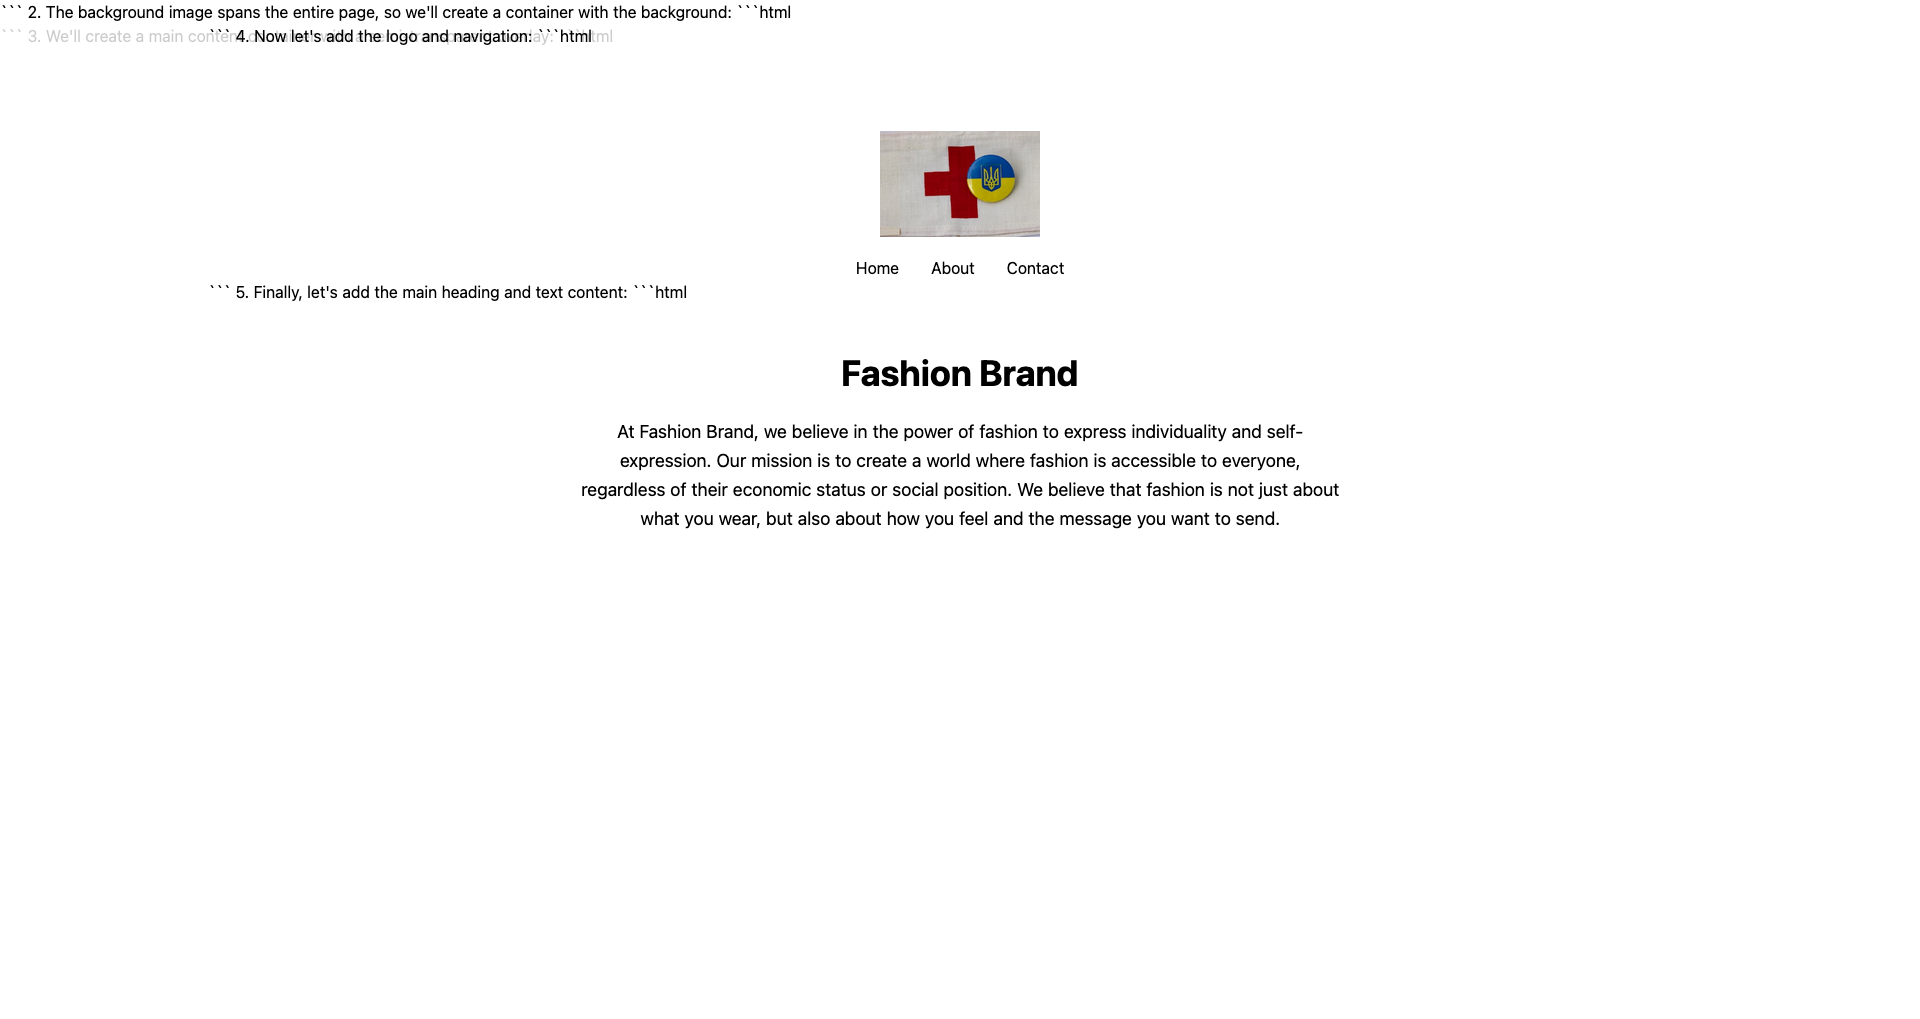 ``` 2. The background image spans the entire page, so we'll create a container with the background: ```html
``` 3. We'll create a main content
``` 4. Now let's add the logo and navigation: ```html
Home About Contact
``` 5. Finally, let's add the main heading and text content: ```html
Fashion Brand
At Fashion Brand, we believe in the power of fashion to express individuality and self-
expression. Our mission is to create a world where fashion is accessible to everyone,
regardless of their economic status or social position. We believe that fashion is not just about
what you wear, but also about how you feel and the message you want to send.